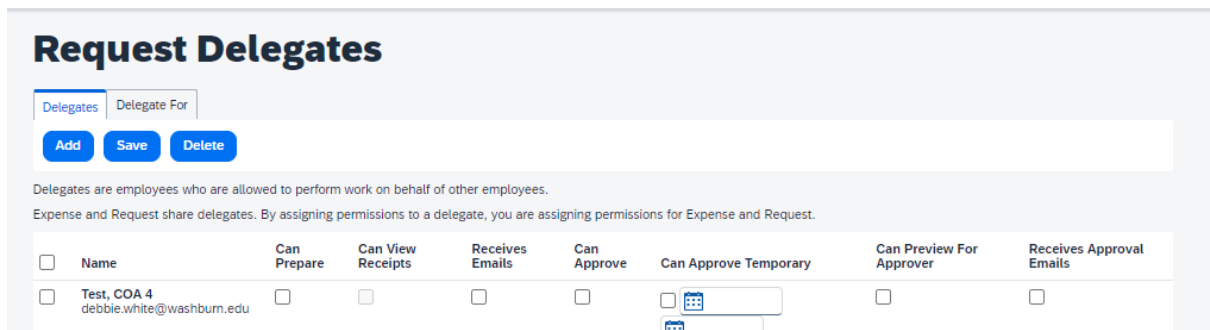 Request Delegates
Delegates Delegate For
Add Save Delete
Delegates are employees who are allowed to perform work on behalf of other employees.
Expense and Request share delegates. By assigning permissions to a delegate, you are assigning permissions for Expense and Request.
Name Can Prepare Can View Receipts Receives Emails Can Approve Can Approve Temporary Can Preview For Approver Receives Approval Emails
Test, COA 4
debbie.white@washburn.edu